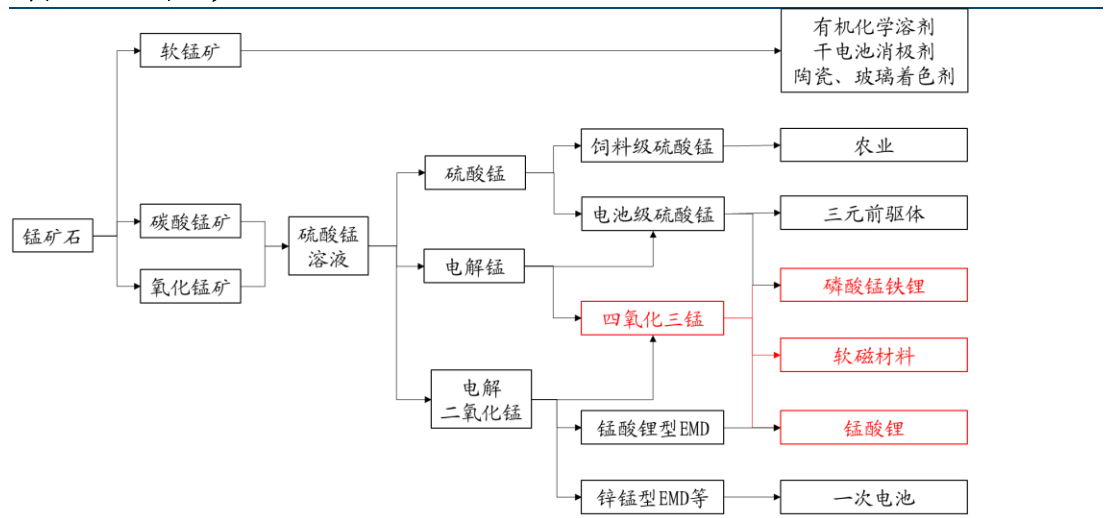 有机化学溶剂
干电池消极剂
陶瓷、玻璃着色剂
软锰矿
饲料级硫酸锰
农业
硫酸锰
电池级硫酸锰
三元前驱体
碳酸锰矿
锰矿石
硫酸锰
溶液
电解锰
氧化锰矿
磷酸锰铁锂
四氧化三锰
软磁材料
电解
二氧化锰
锰酸锂型EMD
锰酸锂
锌锰型EMD等
一次电池